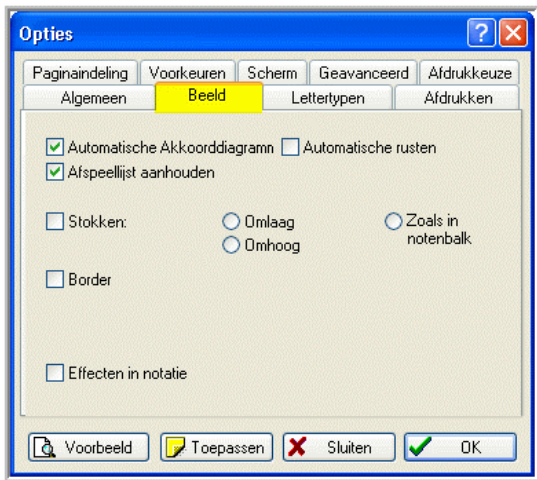 Opties
Paginaindeling Voorkeuren Scherm Geavanceerd Afdrukkeuze
Algemeen Beeld Lettertypen Afdrukken
Automatische Akkoorddiagramn Automatische rusten
Afspeellijst aanhouden
Stokken: Omlaag Zoals in
Omhoog notenbalk
Border
Effecten in notatie
Voorbeeld Toepassen Sluiten OK